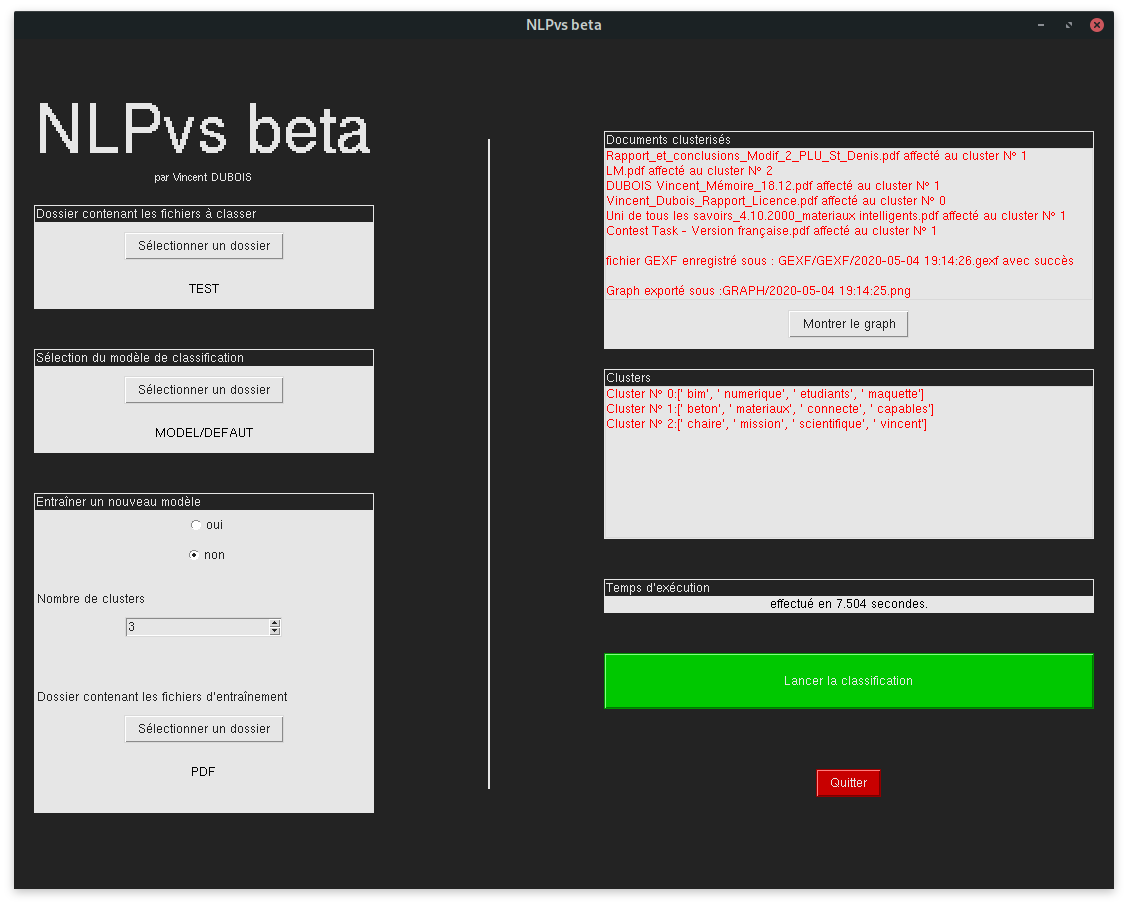 NLPvs beta
NLPvs beta
par Vincent DUBOIS
Dossier contenant les fichiers à classer
Sélectionner un dossier
TEST
Sélection du modèle de classification
Sélectionner un dossier
MODEL/DEFAUT
Entraîner un nouveau modèle
oui
non
Nombre de clusters
3
Dossier contenant les fichiers d'entraînement
Sélectionner un dossier
PDF
Documents clusterisés
Rapport_et_conclusions_Modif_2_PLU_St_Denis.pdf affecté au cluster N° 1
LM.pdf affecté au cluster N° 2
DUBOIS Vincent_Mémoire_18.12.pdf affecté au cluster N° 1
Vincent_Dubois_Rapport_Licence.pdf affecté au cluster N° 0
Uni de tous les savoirs_4.10.2000_materiaux intelligents.pdf affecté au cluster N° 1
Contest Task - Version française.pdf affecté au cluster N° 1
fichier GEXF enregistré sous : GEXF/GEXF/2020-05-04 19:14:26.gexf avec succès
Graph exporté sous :GRAPH/2020-05-04 19:14:25.png
Montrer le graph
Clusters
Cluster N° 0:[' bim', ' numerique', ' etudiants', ' maquette']
Cluster N° 1:[' beton', ' materiaux', ' connecte', ' capables']
Cluster N° 2:[' chaire', ' mission', ' scientifique', ' vincent']
Temps d'exécution
effectué en 7.504 secondes.
Lancer la classification
Quitter